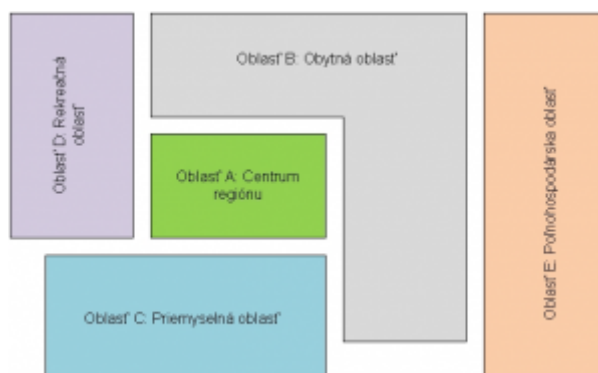 Oblasť D: Rekreačná
oblasť
Oblasť B: Obytná oblasť
Oblasť A: Centrum
regiónu
Oblasť C: Priemyselná oblasť
Oblasť E: Poľnohospodárska oblasť